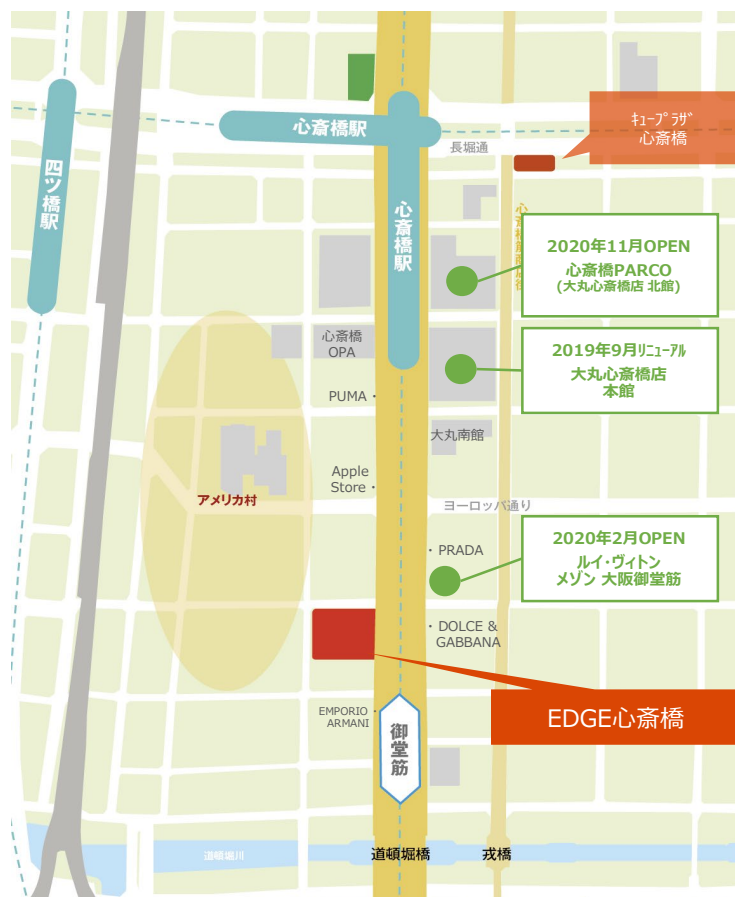 キュープラザ
心斎橋
心斎橋駅
長堀通
四ツ橋駅
心斎橋駅
心斎橋筋商店街
2020年11月OPEN
心斎橋PARCO
(大丸心斎橋店 北館)
心斎橋
OPA
2019年9月リニューアル
大丸心斎橋店
本館
PUMA
大丸南館
Apple
Store
アメリカ村
ヨーロッパ通り
2020年2月OPEN
ルイ・ヴィトン
メゾン 大阪御堂筋
PRADA
DOLCE &
GABBANA
EDGE心斎橋
EMPORIO
ARMANI
御堂筋
道頓堀川
道頓堀橋
戎橋